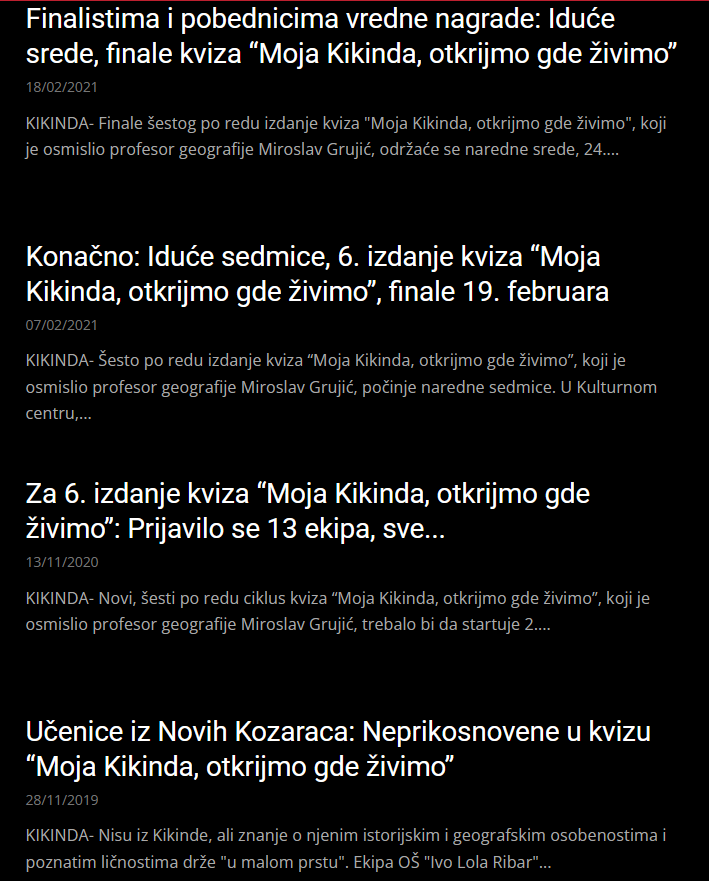 Finalistima i pobednicima vredne nagrade: Iduće
srede, finale kviza “Moja Kikinda, otkrijmo gde živimo”
18/02/2021
KIKINDA- Finale šestog po redu izdanje kviza "Moja Kikinda, otkrijmo gde živimo", koji
je osmislio profesor geografije Miroslav Grujić, održaće se naredne srede, 24....
Konačno: Iduće sedmice, 6. izdanje kviza “Moja
Kikinda, otkrijmo gde živimo”, finale 19. februara
07/02/2021
KIKINDA- Šesto po redu izdanje kviza “Moja Kikinda, otkrijmo gde živimo”, koji je
osmislio profesor geografije Miroslav Grujić, počinje naredne sedmice. U Kulturnom
centru,...
Za 6. izdanje kviza “Moja Kikinda, otkrijmo gde
živimo”: Prijavilo se 13 ekipa, sve...
13/11/2020
KIKINDA- Novi, šesti po redu ciklus kviza “Moja Kikinda, otkrijmo gde živimo”, koji je
osmislio profesor geografije Miroslav Grujić, trebalo bi da startuje 2....
Učenice iz Novih Kozaraca: Neprikosnovene u kvizu
“Moja Kikinda, otkrijmo gde živimo”
28/11/2019
KIKINDA- Nisu iz Kikinde, ali znanje o njenim istorijskim i geografskim osobenostima i
poznatim ličnostima drže "u malom prstu". Ekipa OŠ "Ivo Lola Ribar"...